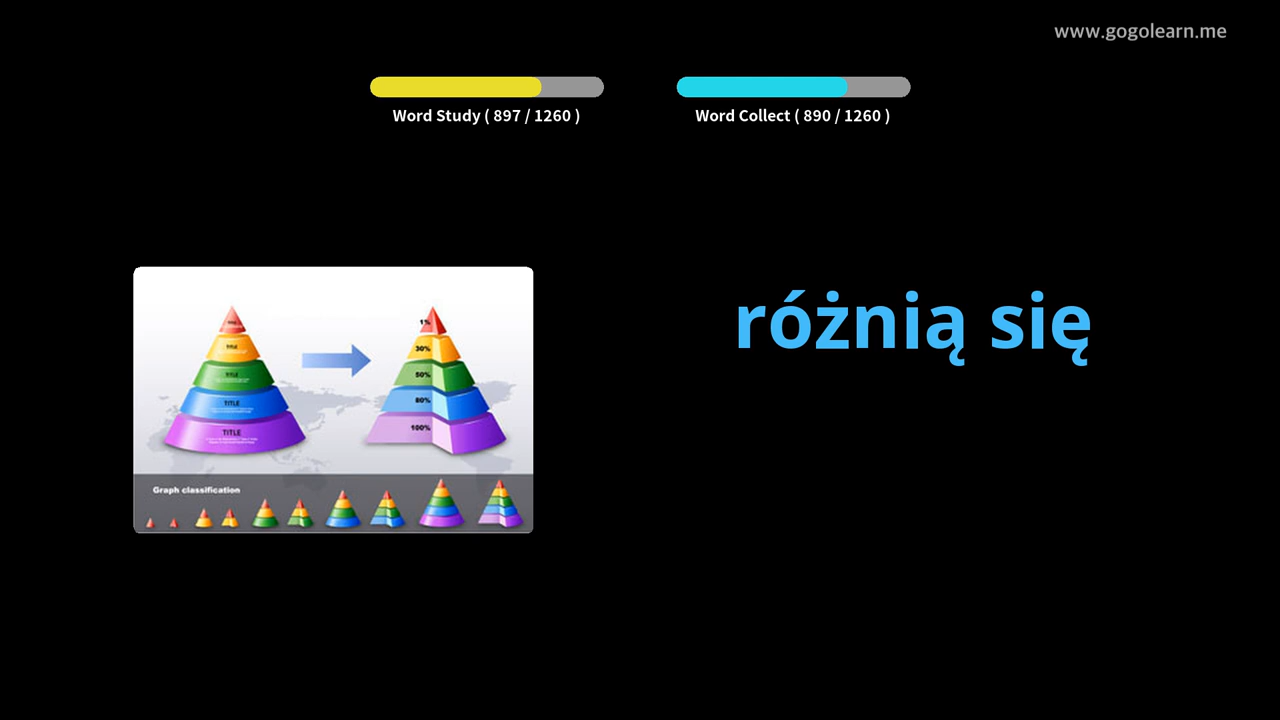 www.gogolearn.me
Word Study ( 897 / 1260 )
Word Collect ( 890 / 1260 )
różnią się
TITLE
TITLE
TITLE
TITLE
1%
30%
50%
80%
100%
Graph classification